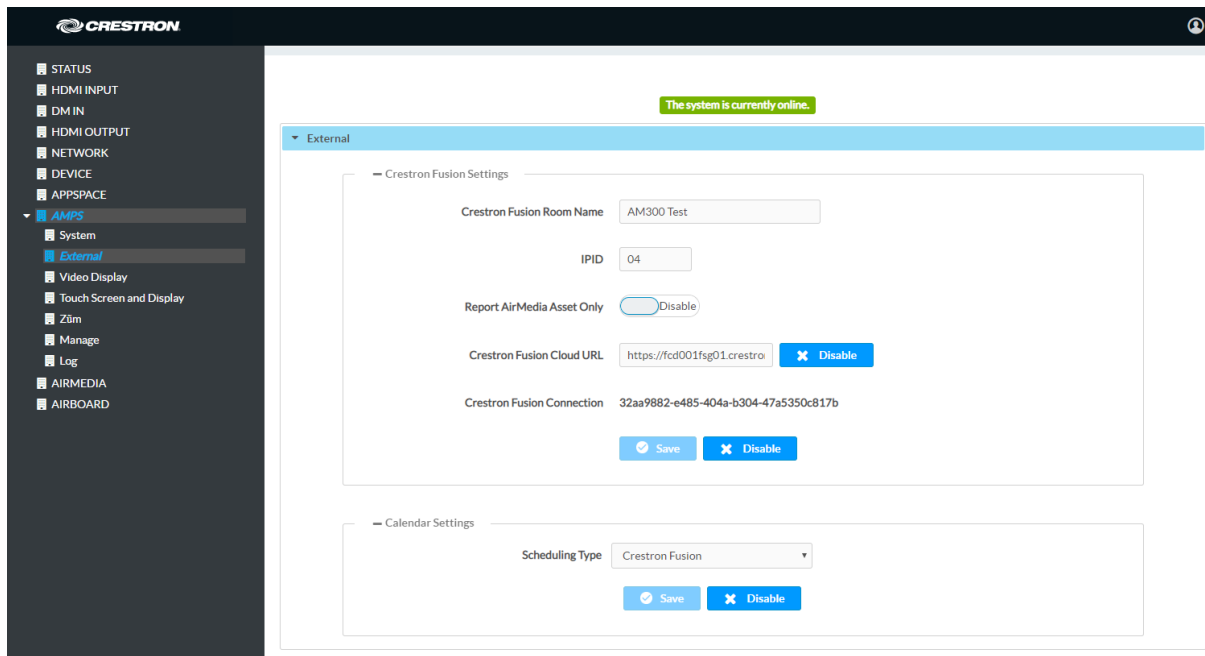 CRESTRON
STATUS
HDMI INPUT
DM IN
HDMI OUTPUT
NETWORK
DEVICE
APPSPACE
AMPS
System
External
Video Display
Touch Screen and Display
Zūm
Manage
Log
AIRMEDIA
AIRBOARD
The system is currently online.
External
Crestron Fusion Settings
Crestron Fusion Room Name AM300 Test
IPID 04
Report AirMedia Asset Only Disable
Crestron Fusion Cloud URL https://fcd001fsg01.crestro Disable
Crestron Fusion Connection 32aa9882-e485-404a-b304-47a5350c817b
Save Disable
Calendar Settings
Scheduling Type Crestron Fusion
Save Disable